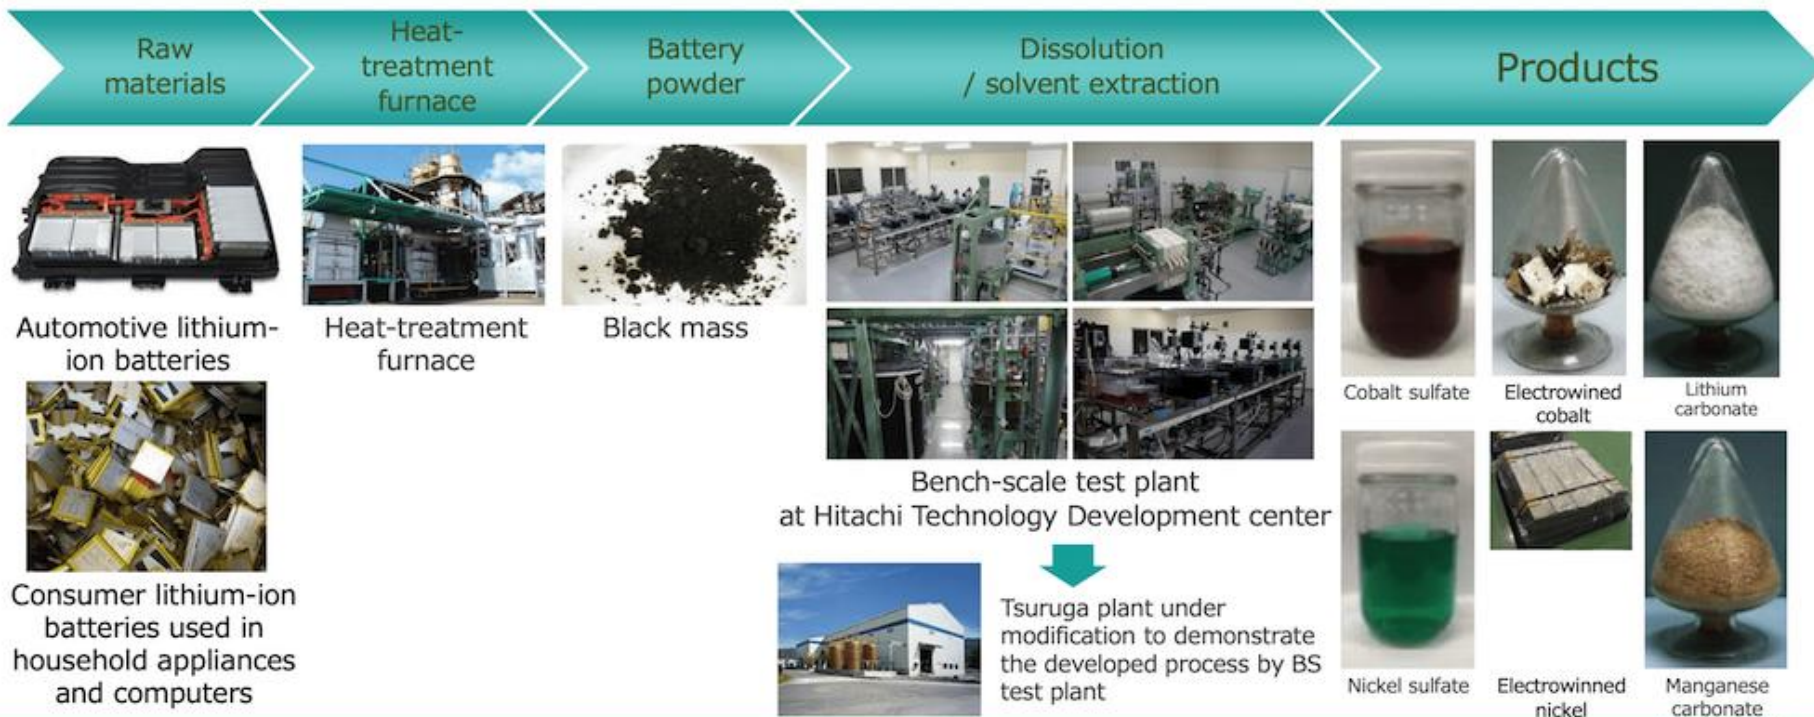 Raw
materials
Heat-
treatment
furnace
Battery
powder
Dissolution
/ solvent extraction
Products
Automotive lithium-
ion batteries
Consumer lithium-ion
batteries used in
household appliances
and computers
Heat-treatment
furnace
Black mass
Bench-scale test plant
at Hitachi Technology Development center
Tsuruga plant under
modification to demonstrate
the developed process by BS
test plant
Cobalt sulfate
Electrowined
cobalt
Lithium
carbonate
Nickel sulfate
Electrowinned
nickel
Manganese
carbonate